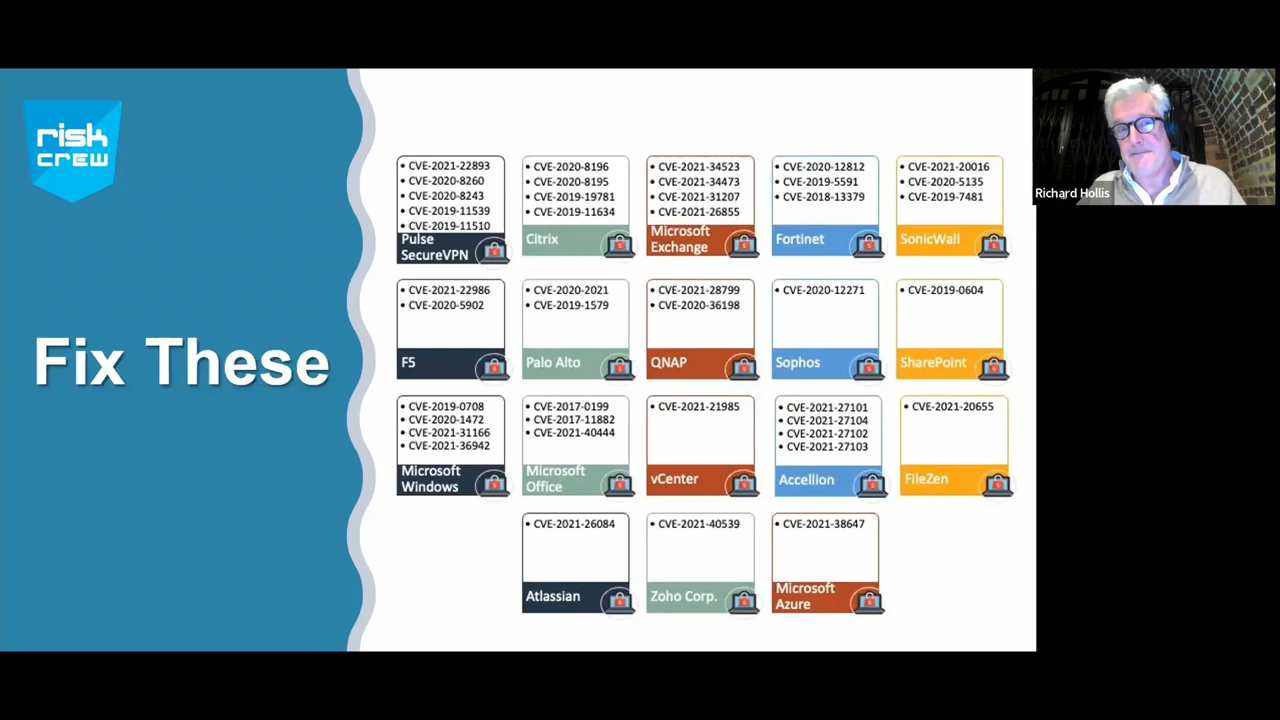 risk
crew
Fix These
• CVE-2021-22893
• CVE-2020-8260
• CVE-2020-8243
• CVE-2019-11539
• CVE-2019-11510
Pulse
SecureVPN
• CVE-2020-8196
• CVE-2020-8195
• CVE-2019-19781
• CVE-2019-11634
Citrix
• CVE-2021-34523
• CVE-2021-34473
• CVE-2021-31207
• CVE-2021-26855
Microsoft
Exchange
• CVE-2020-12812
• CVE-2019-5591
• CVE-2018-13379
Fortinet
• CVE-2021-20016
• CVE-2020-5135
• CVE-2019-7481
SonicWall
• CVE-2021-22986
• CVE-2020-5902
F5
• CVE-2020-2021
• CVE-2019-1579
Palo Alto
• CVE-2021-28799
• CVE-2020-36198
QNAP
• CVE-2020-12271
Sophos
• CVE-2019-0604
SharePoint
• CVE-2019-0708
• CVE-2020-1472
• CVE-2021-31166
• CVE-2021-36942
Microsoft
Windows
• CVE-2017-0199
• CVE-2017-11882
• CVE-2021-40444
Microsoft
Office
• CVE-2021-21985
vCenter
• CVE-2021-27101
• CVE-2021-27104
• CVE-2021-27102
• CVE-2021-27103
Accellion
• CVE-2021-20655
FileZen
• CVE-2021-26084
Atlassian
• CVE-2021-40539
Zoho Corp.
• CVE-2021-38647
Microsoft
Azure
Richard Hollis